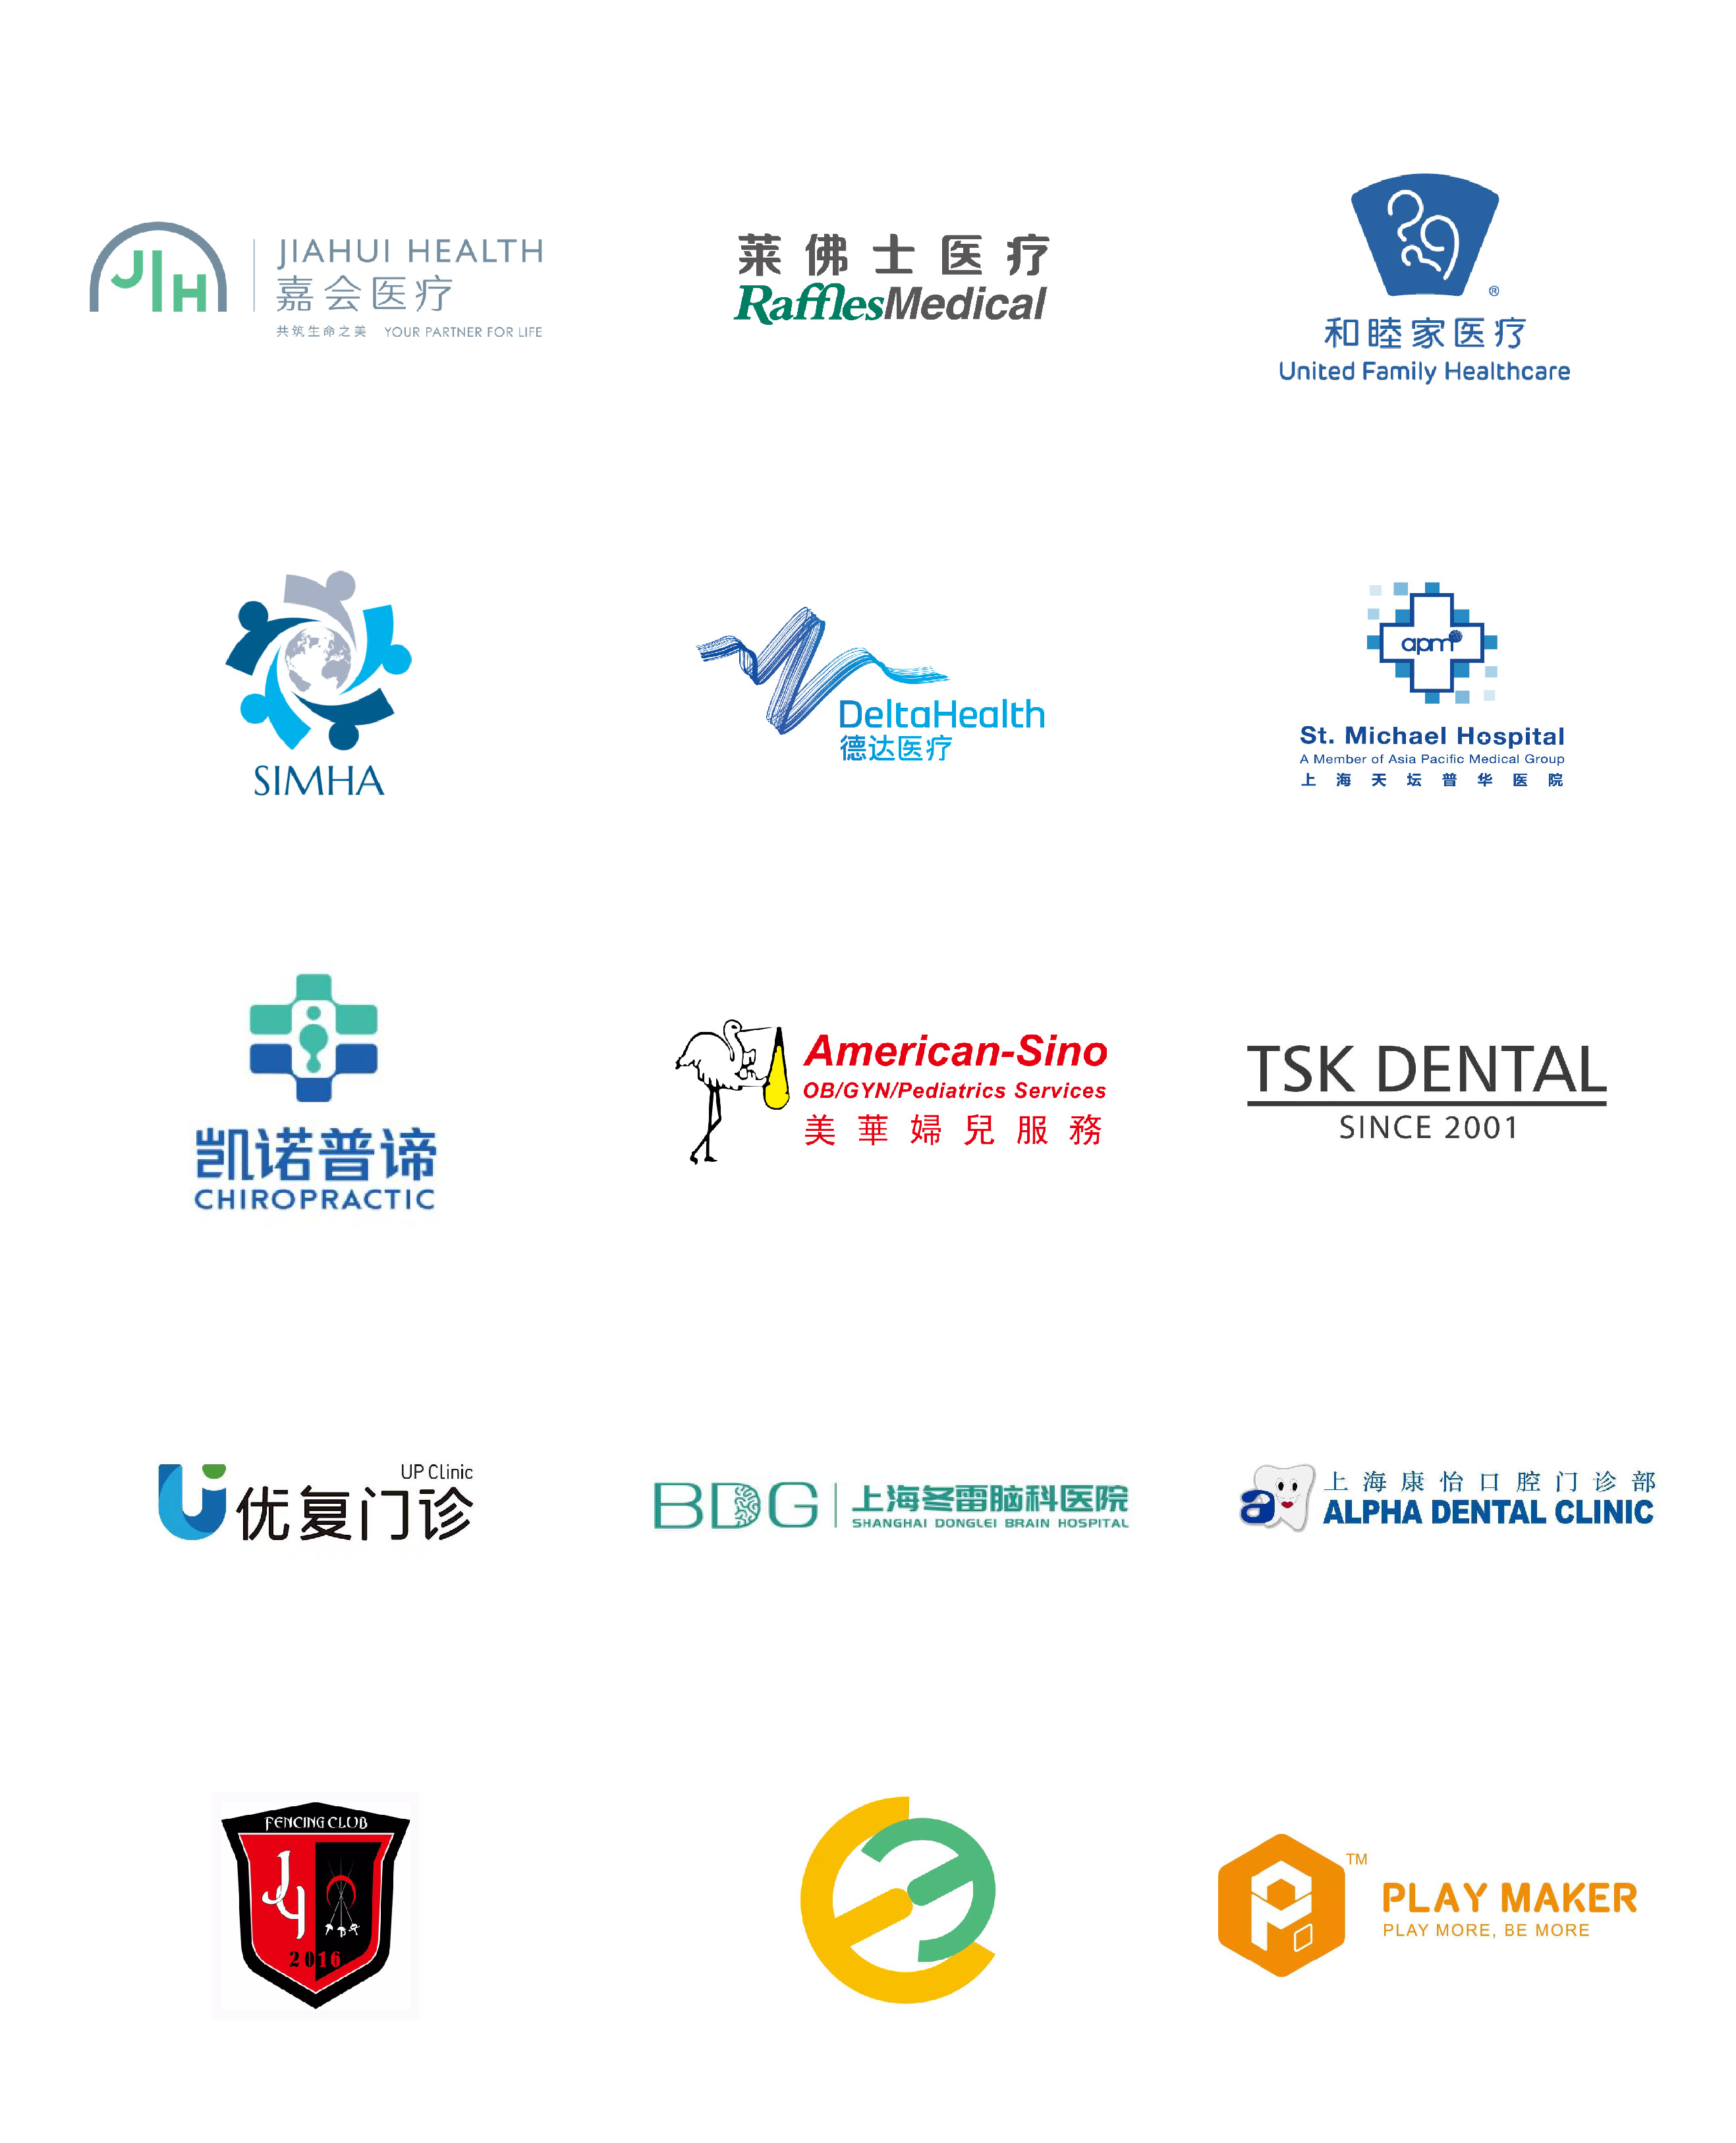 JIH
JIAHUI HEALTH
嘉会医疗
共筑生命之美 YOUR PARTNER FOR LIFE
莱佛士医疗
RafflesMedical
®
和睦家医疗
United Family Healthcare
SIMHA
DeltaHealth
德达医疗
apm
St. Michael Hospital
A Member of Asia Pacific Medical Group
上海天坛普华医院
凯诺普谛
CHIROPRACTIC
American-Sino
OB/GYN/Pediatrics Services
美華婦兒服務
TSK DENTAL
SINCE 2001
UP Clinic
优复门诊
BDG
上海冬雷脑科医院
SHANGHAI DONGLEI BRAIN HOSPITAL
a
上海康怡口腔门诊部
ALPHA DENTAL CLINIC
FENCING CLUB
JY
2016
TM
PLAY MAKER
PLAY MORE, BE MORE